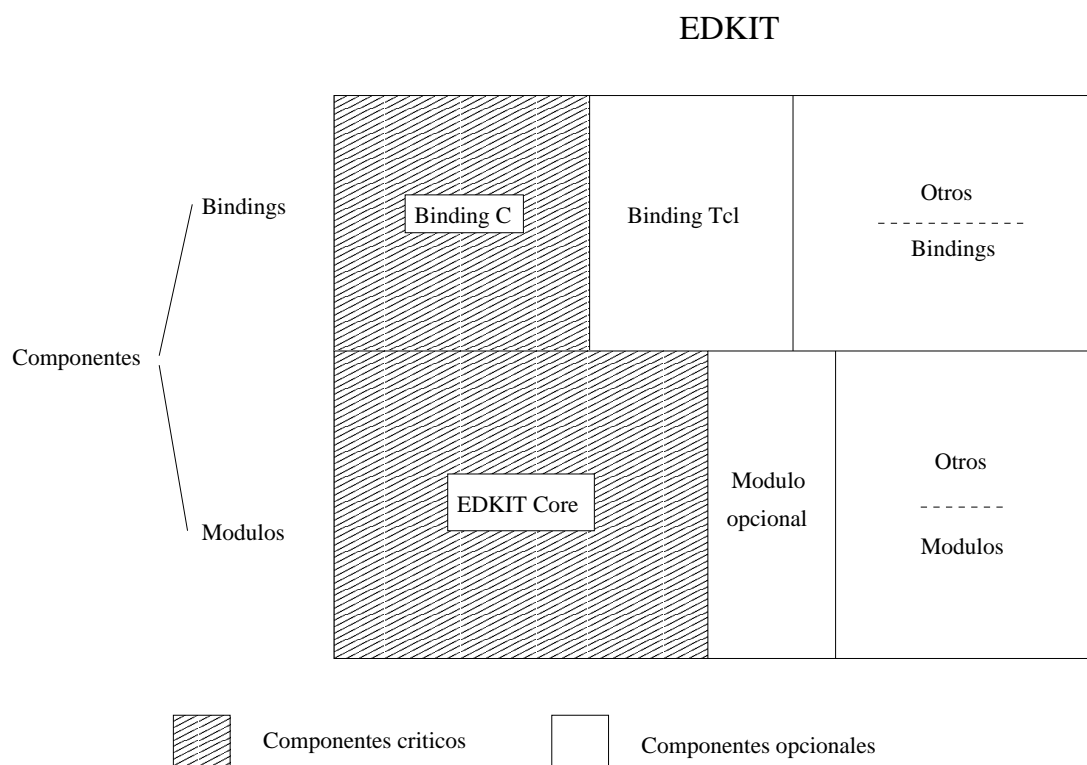 EDKIT
Bindings
Binding C
Binding Tcl
Otros
Bindings
Componentes
Modulos
EDKIT Core
Modulo
opcional
Otros
Modulos
Componentes criticos
Componentes opcionales